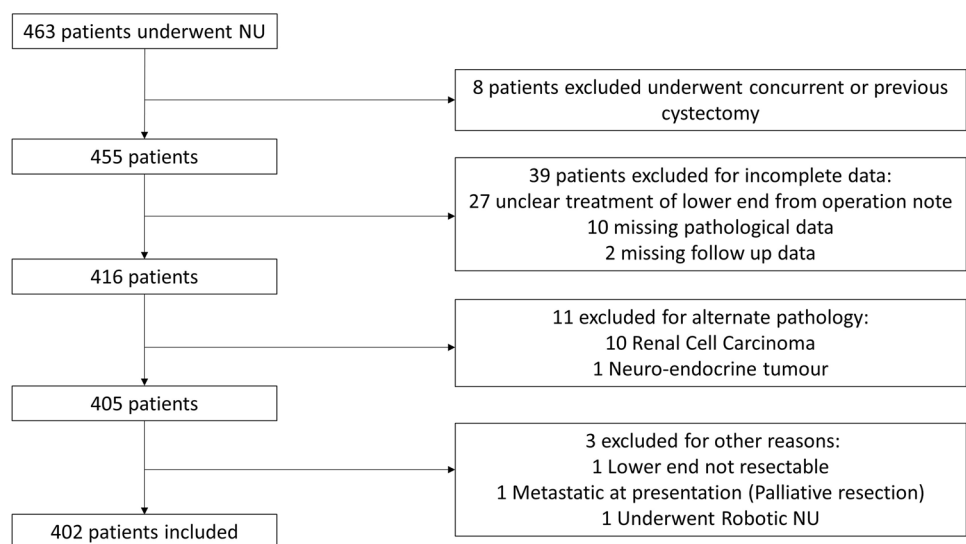 463 patients underwent NU
8 patients excluded underwent concurrent or previous
cystectomy
455 patients
39 patients excluded for incomplete data:
27 unclear treatment of lower end from operation note
10 missing pathological data
2 missing follow up data
416 patients
11 excluded for alternate pathology:
10 Renal Cell Carcinoma
1 Neuro-endocrine tumour
405 patients
3 excluded for other reasons:
1 Lower end not resectable
1 Metastatic at presentation (Palliative resection)
1 Underwent Robotic NU
402 patients included